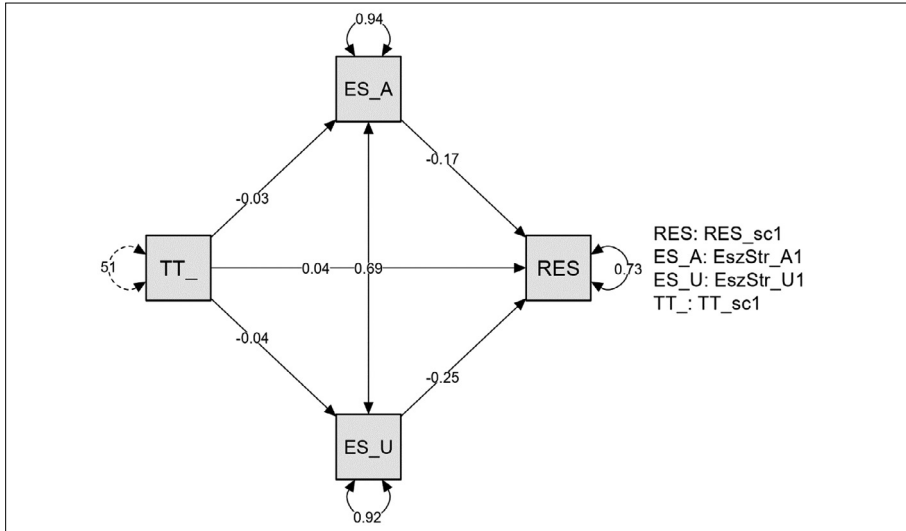 0.94
ES_A
-0.17
-0.03
51
TT_
0.04
0.69
RES
0.73
RES: RES_sc1
ES_A: EszStr_A1
ES_U: EszStr_U1
TT_: TT_sc1
-0.04
-0.25
ES_U
0.92